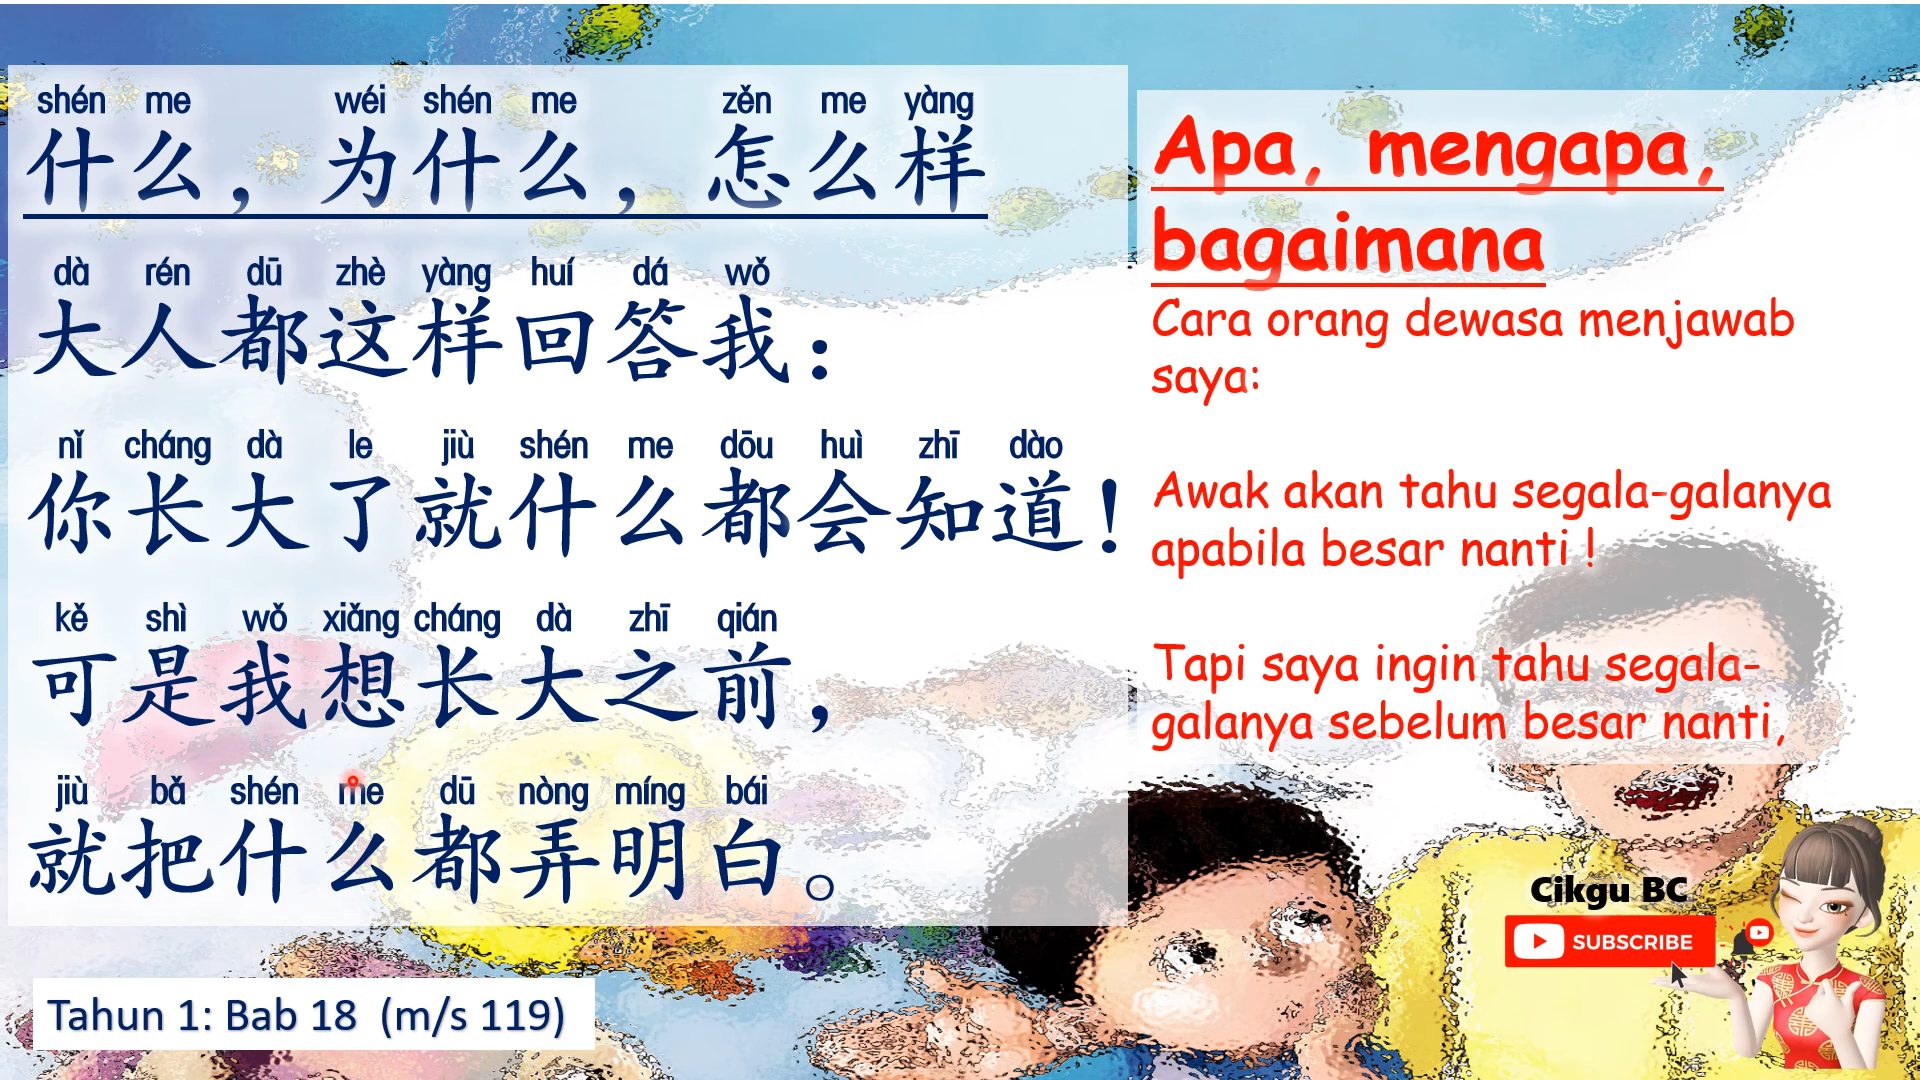 shén me wéi shén me zěn me yàng
什么，为什么，怎么样
dà rén dū zhè yàng huí dá wǒ
大人都这样回答我：
nǐ cháng dà le jiù shén me dōu huì zhī dào
你长大了就什么都会知道！
kě shì wǒ xiǎng cháng dà zhī qián
可是我想长大之前，
jiù bǎ shén me dū nòng míng bái
就把什么都弄明白。
Apa, mengapa,
bagaimana
Cara orang dewasa menjawab
saya:
Awak akan tahu segala-galanya
apabila besar nanti !
Tapi saya ingin tahu segala-
galanya sebelum besar nanti,
Cikgu BC
SUBSCRIBE
Tahun 1: Bab 18 (m/s 119)